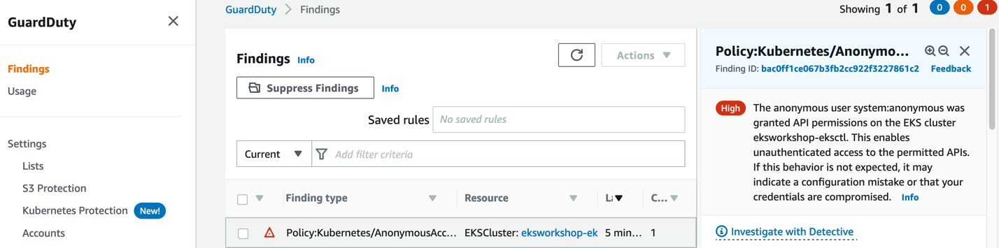 GuardDuty
Findings
Usage
Settings
Lists
S3 Protection
Kubernetes Protection New!
Accounts
GuardDuty > Findings
Showing 1 of 1 0 0 1
Findings Info
Actions
Suppress Findings Info
Saved rules No saved rules
Current Add filter criteria
Finding type Resource La C...
Policy:Kubernetes/AnonymousAcc... EKSCluster: eksworkshop-ek 5 min... 1
Policy:Kubernetes/Anonymo...
Finding ID: bac0ff1ce067b3fb2cc922f3227861c2 Feedback
High The anonymous user system:anonymous was
granted API permissions on the EKS cluster
eksworkshop-eksctl. This enables
unauthenticated access to the permitted APIs.
If this behavior is not expected, it may
indicate a configuration mistake or that your
credentials are compromised. Info
Investigate with Detective